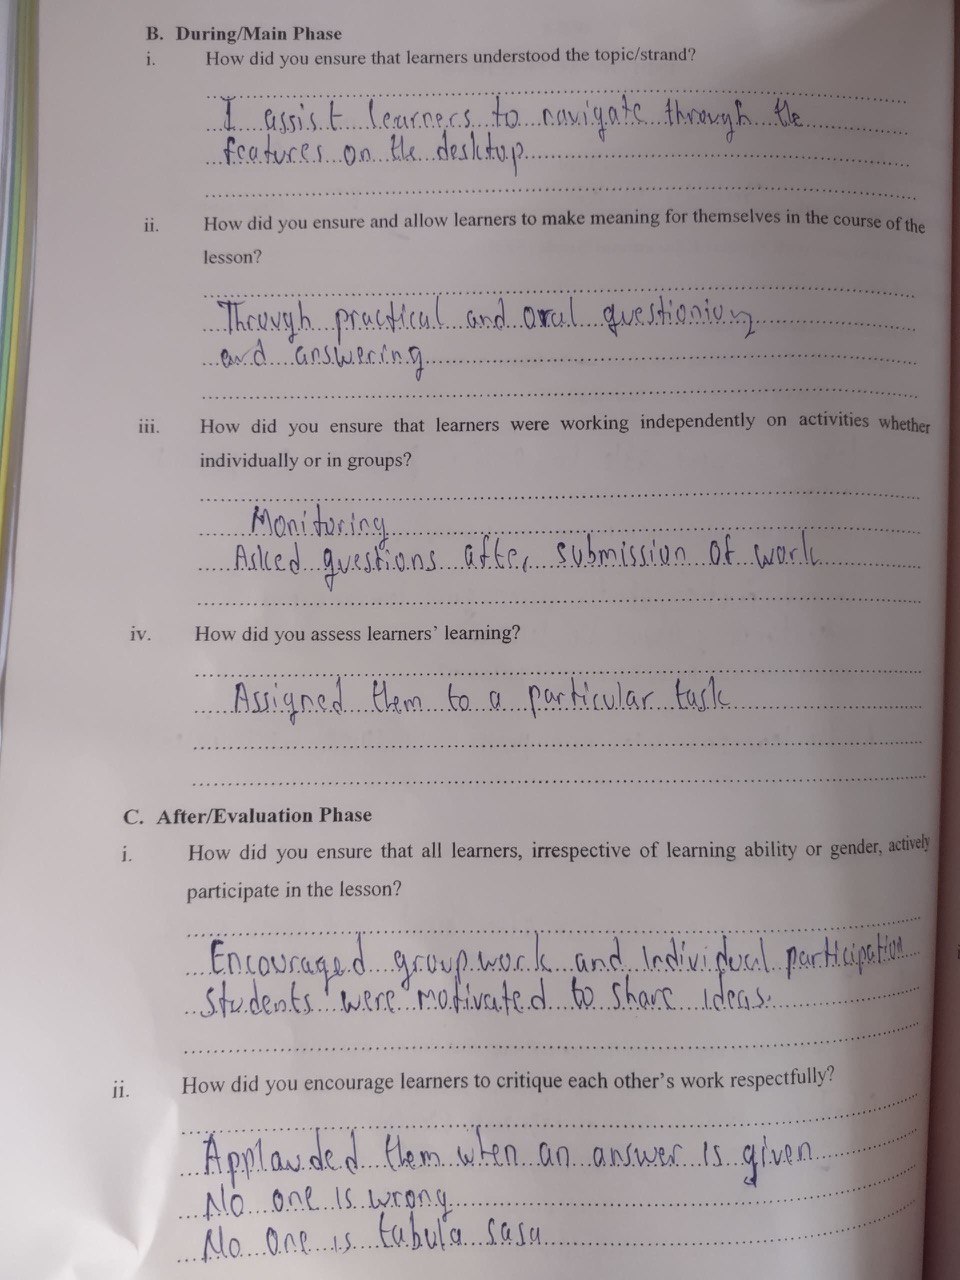 B. During/Main Phase
i. How did you ensure that learners understood the topic/strand?
I assist learners to navigate through the
features on the desktop
ii. How did you ensure and allow learners to make meaning for themselves in the course of the
lesson?
Through practical and oral questioning
and answering
iii. How did you ensure that learners were working independently on activities whether
individually or in groups?
Monitoring
Asked questions after submission of work
iv. How did you assess learners' learning?
Assigned them to a particular task
C. After/Evaluation Phase
i. How did you ensure that all learners, irrespective of learning ability or gender, actively
participate in the lesson?
Encouraged group work and Individual participation
Students were motivated to share ideas.
ii. How did you encourage learners to critique each other's work respectfully?
Applauded them when an answer is given
No one is wrong
No one is tabula sasa